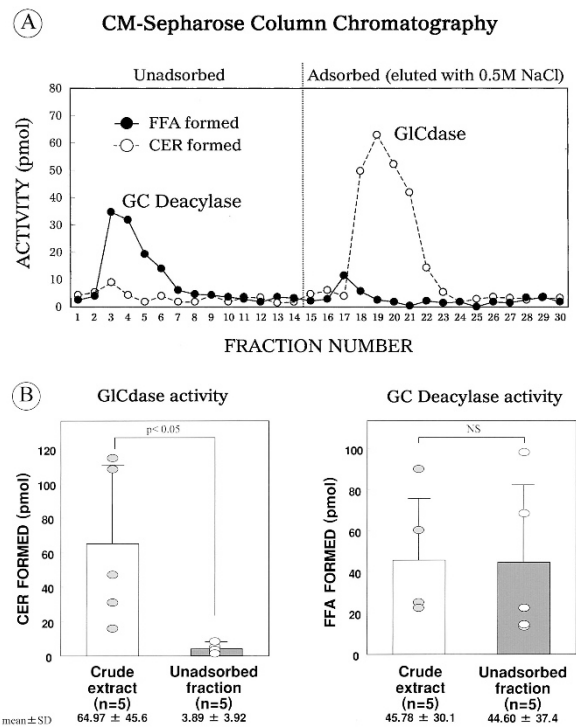 A
CM-Sepharose Column Chromatography
Unadsorbed
Adsorbed (eluted with 0.5M NaCl)
80
70
60
50
40
30
20
10
0
ACTIVITY (pmol)
FFA formed
CER formed
GlCdase
GC Deacylase
1 2 3 4 5 6 7 8 9 10 11 12 13 14 15 16 17 18 19 20 21 22 23 24 25 26 27 28 29 30
FRACTION NUMBER
B
GlCdase activity
p< 0.05
120
100
80
60
40
20
0
CER FORMED (pmol)
Crude
extract
(n=5)
Unadsorbed
fraction
(n=5)
mean±SD
64.97 ± 45.6
3.89 ± 3.92
GC Deacylase activity
NS
100
80
60
40
20
0
FFA FORMED (pmol)
Crude
extract
(n=5)
Unadsorbed
fraction
(n=5)
45.78 ± 30.1
44.60 ± 37.4